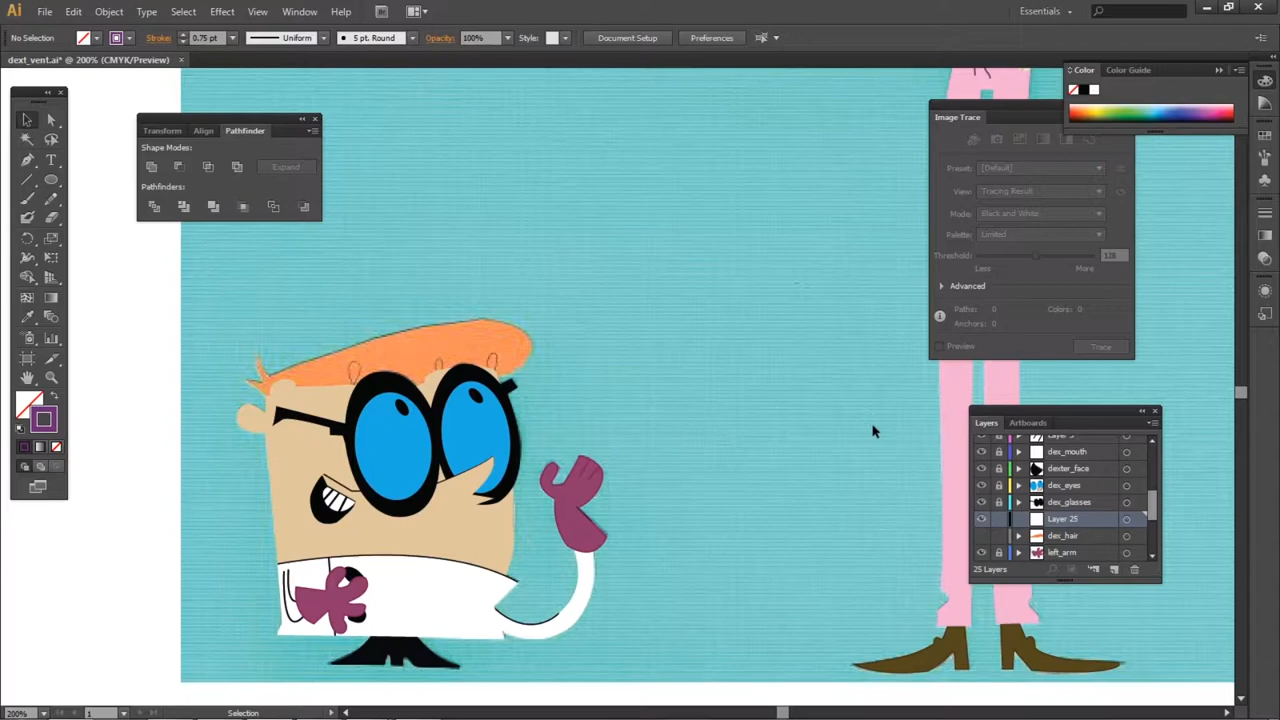 Ai File Edit Object Type Select Effect View Window Help Br Essentials
No Selection Stroke: 0.75 pt Uniform 5 pt. Round Opacity: 100% Style: Document Setup Preferences
dext_vent.ai* @ 200% (CMYK/Preview) ×
Color Color Guide
Transform Align Pathfinder
Shape Modes:
Expand
Pathfinders:
Image Trace
Preset: [Default]
View: Tracing Result
Mode: Black and White
Palette: Limited
Threshold: 128
Less More
Advanced
Paths: 0 Colors: 0
Anchors: 0
Preview Trace
Layers Artboards
dex_mouth
dexter_face
dex_eyes
dex_glasses
Layer 25
dex_hair
left_arm
25 Layers
200% 1 Selection